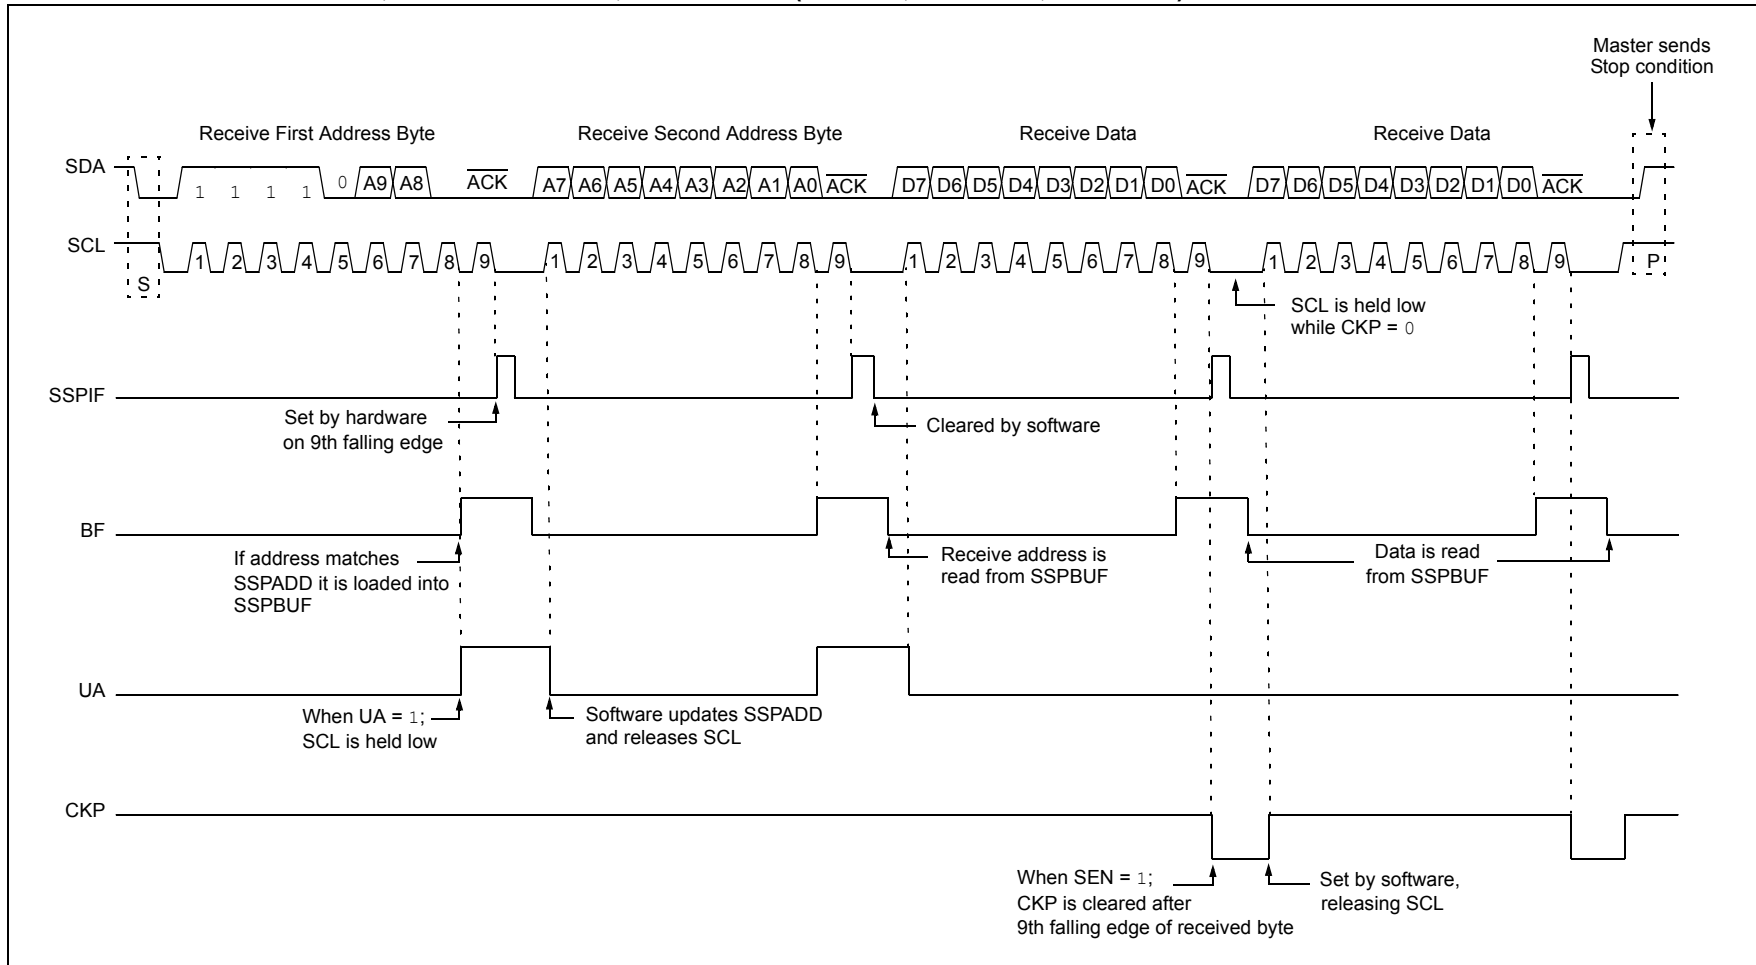 Master sends
Stop condition
Receive First Address Byte
Receive Second Address Byte
Receive Data
Receive Data
SDA
1 1 1 1 0 A9 A8 ACK A7 A6 A5 A4 A3 A2 A1 A0 ACK D7 D6 D5 D4 D3 D2 D1 D0 ACK D7 D6 D5 D4 D3 D2 D1 D0 ACK
SCL
S 1 2 3 4 5 6 7 8 9 1 2 3 4 5 6 7 8 9 1 2 3 4 5 6 7 8 9 1 2 3 4 5 6 7 8 9 P
SCL is held low
while CKP = 0
SSPIF
Set by hardware
on 9th falling edge
Cleared by software
BF
If address matches
SSPADD it is loaded into
SSPBUF
Receive address is
read from SSPBUF
Data is read
from SSPBUF
UA
When UA = 1;
SCL is held low
Software updates SSPADD
and releases SCL
CKP
When SEN = 1;
CKP is cleared after
9th falling edge of received byte
Set by software,
releasing SCL